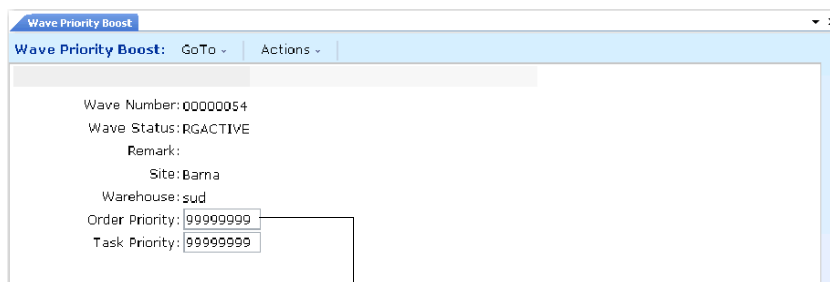 Wave Priority Boost
Wave Priority Boost: GoTo Actions
Wave Number: 00000054
Wave Status: RGACTIVE
Remark:
Site: Barna
Warehouse: sud
Order Priority: 99999999
Task Priority: 99999999